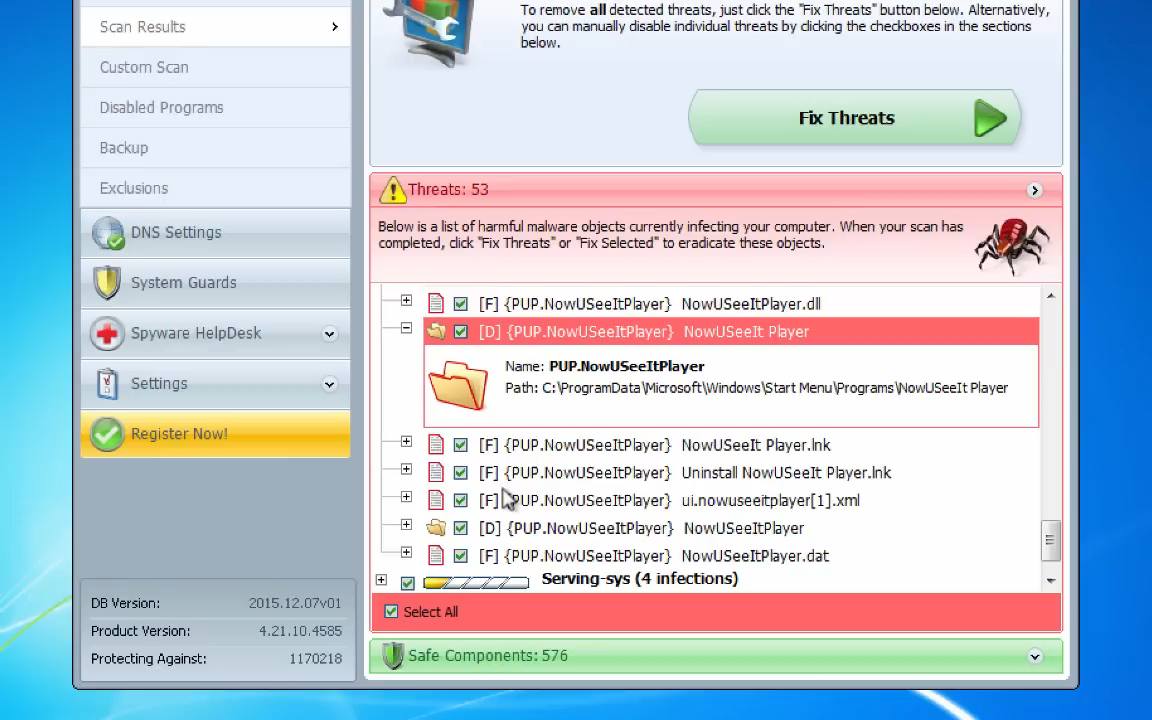 Scan Results
Custom Scan
Disabled Programs
Backup
Exclusions
DNS Settings
System Guards
Spyware HelpDesk
Settings
Register Now!
DB Version: 2015.12.07v01
Product Version: 4.21.10.4585
Protecting Against: 1170218
To remove all detected threats, just click the "Fix Threats" button below. Alternatively,
you can manually disable individual threats by clicking the checkboxes in the sections
below.
Fix Threats
Threats: 53
Below is a list of harmful malware objects currently infecting your computer. When your scan has
completed, click "Fix Threats" or "Fix Selected" to eradicate these objects.
[F] {PUP.NowUSeeItPlayer} NowUSeeItPlayer.dll
[D] {PUP.NowUSeeItPlayer} NowUSeeIt Player
Name: PUP.NowUSeeItPlayer
Path: C:\ProgramData\Microsoft\Windows\Start Menu\Programs\NowUSeeIt Player
[F] {PUP.NowUSeeItPlayer} NowUSeeIt Player.lnk
[F] {PUP.NowUSeeItPlayer} Uninstall NowUSeeIt Player.lnk
[F] {PUP.NowUSeeItPlayer} ui.nowuseeitplayer[1].xml
[D] {PUP.NowUSeeItPlayer} NowUSeeItPlayer
[F] {PUP.NowUSeeItPlayer} NowUSeeItPlayer.dat
Serving-sys (4 infections)
Select All
Safe Components: 576